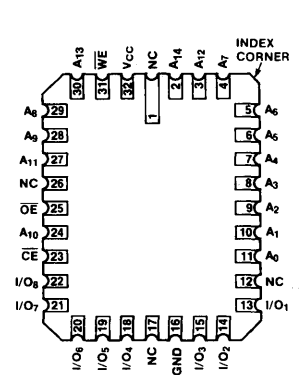 INDEX
CORNER
A13
WE
VCC
NC
A14
A12
A7
30
31
32
1
2
3
4
A8 29
5 A6
A9 28
6 A5
A11 27
7 A4
NC 26
8 A3
OE 25
9 A2
A10 24
10 A1
CE 23
11 A0
I/O8 22
12 NC
I/O7 21
13 I/O1
20
19
18
17
16
15
14
I/O6
I/O5
I/O4
NC
GND
I/O3
I/O2